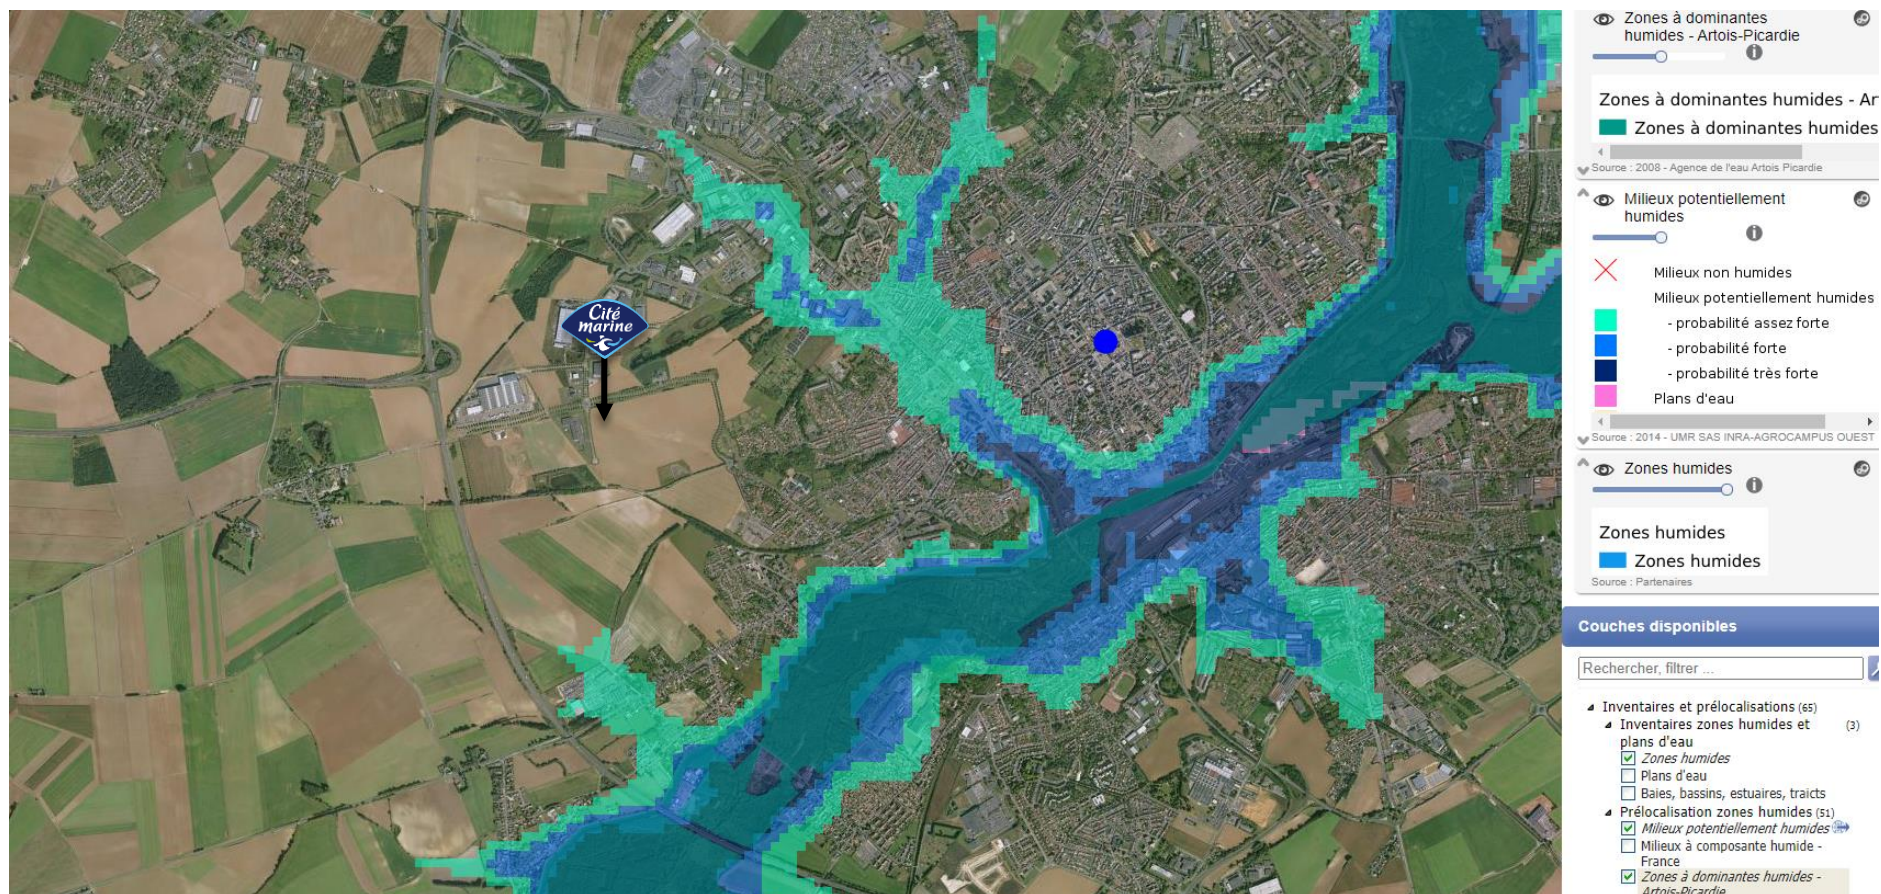 Cité
marine
Zones à dominantes
humides - Artois-Picardie
Zones à dominantes humides - Ar
Zones à dominantes humides
Source : 2008 - Agence de l'eau Artois Picardie
Milieux potentiellement
humides
Milieux non humides
Milieux potentiellement humides
- probabilité assez forte
- probabilité forte
- probabilité très forte
Plans d'eau
Source : 2014 - UMR SAS INRA-AGROCAMPUS OUEST
Zones humides
Zones humides
Zones humides
Source : Partenaires
Couches disponibles
Rechercher, filtrer ...
Inventaires et prélocalisations (65)
Inventaires zones humides et (3)
plans d'eau
Zones humides
Plans d'eau
Baies, bassins, estuaires, traicts
Prélocalisation zones humides (51)
Milieux potentiellement humides
Milieux à composante humide -
France
Zones à dominantes humides -
Artois-Picardie